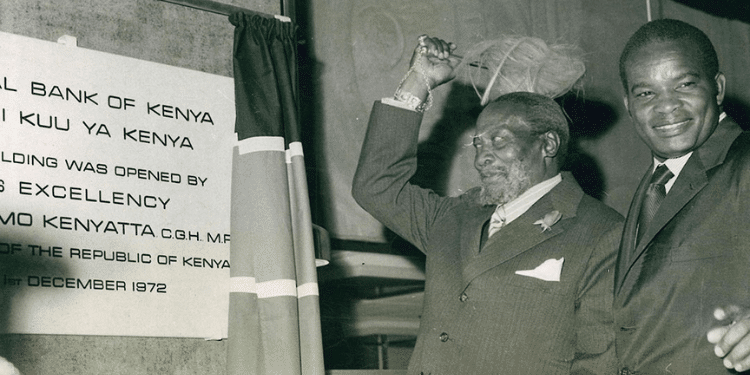 AL BANK OF KENYA
I KUU YA KENYA
LDING WAS OPENED BY
S EXCELLENCY
MO KENYATTA C.G.H. M.P
OF THE REPUBLIC OF KENYA
1ST DECEMBER 1972